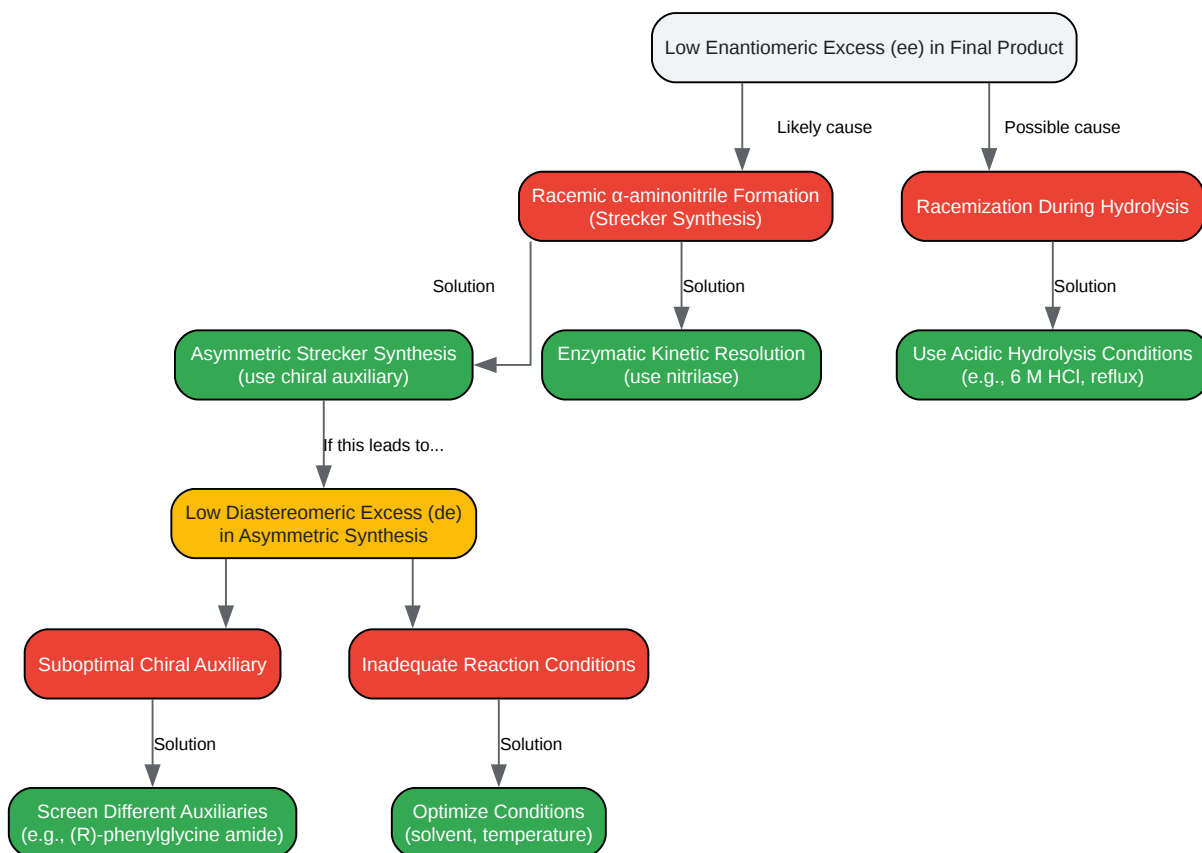 Low Enantiomeric Excess (ee) in Final Product
Likely cause
Possible cause
Racemic α-aminonitrile Formation
(Strecker Synthesis)
Racemization During Hydrolysis
Solution
Solution
Solution
Asymmetric Strecker Synthesis
(use chiral auxiliary)
Enzymatic Kinetic Resolution
(use nitrilase)
Use Acidic Hydrolysis Conditions
(e.g., 6 M HCl, reflux)
If this leads to...
Low Diastereomeric Excess (de)
in Asymmetric Synthesis
Suboptimal Chiral Auxiliary
Inadequate Reaction Conditions
Solution
Solution
Screen Different Auxiliaries
(e.g., (R)-phenylglycine amide)
Optimize Conditions
(solvent, temperature)